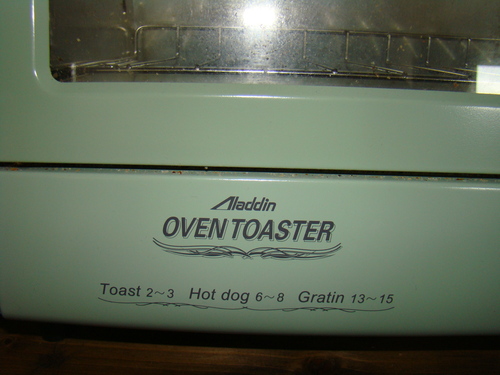 Aladdin
OVEN TOASTER
Toast 2~3 Hot dog 6~8 Gratin 13~15